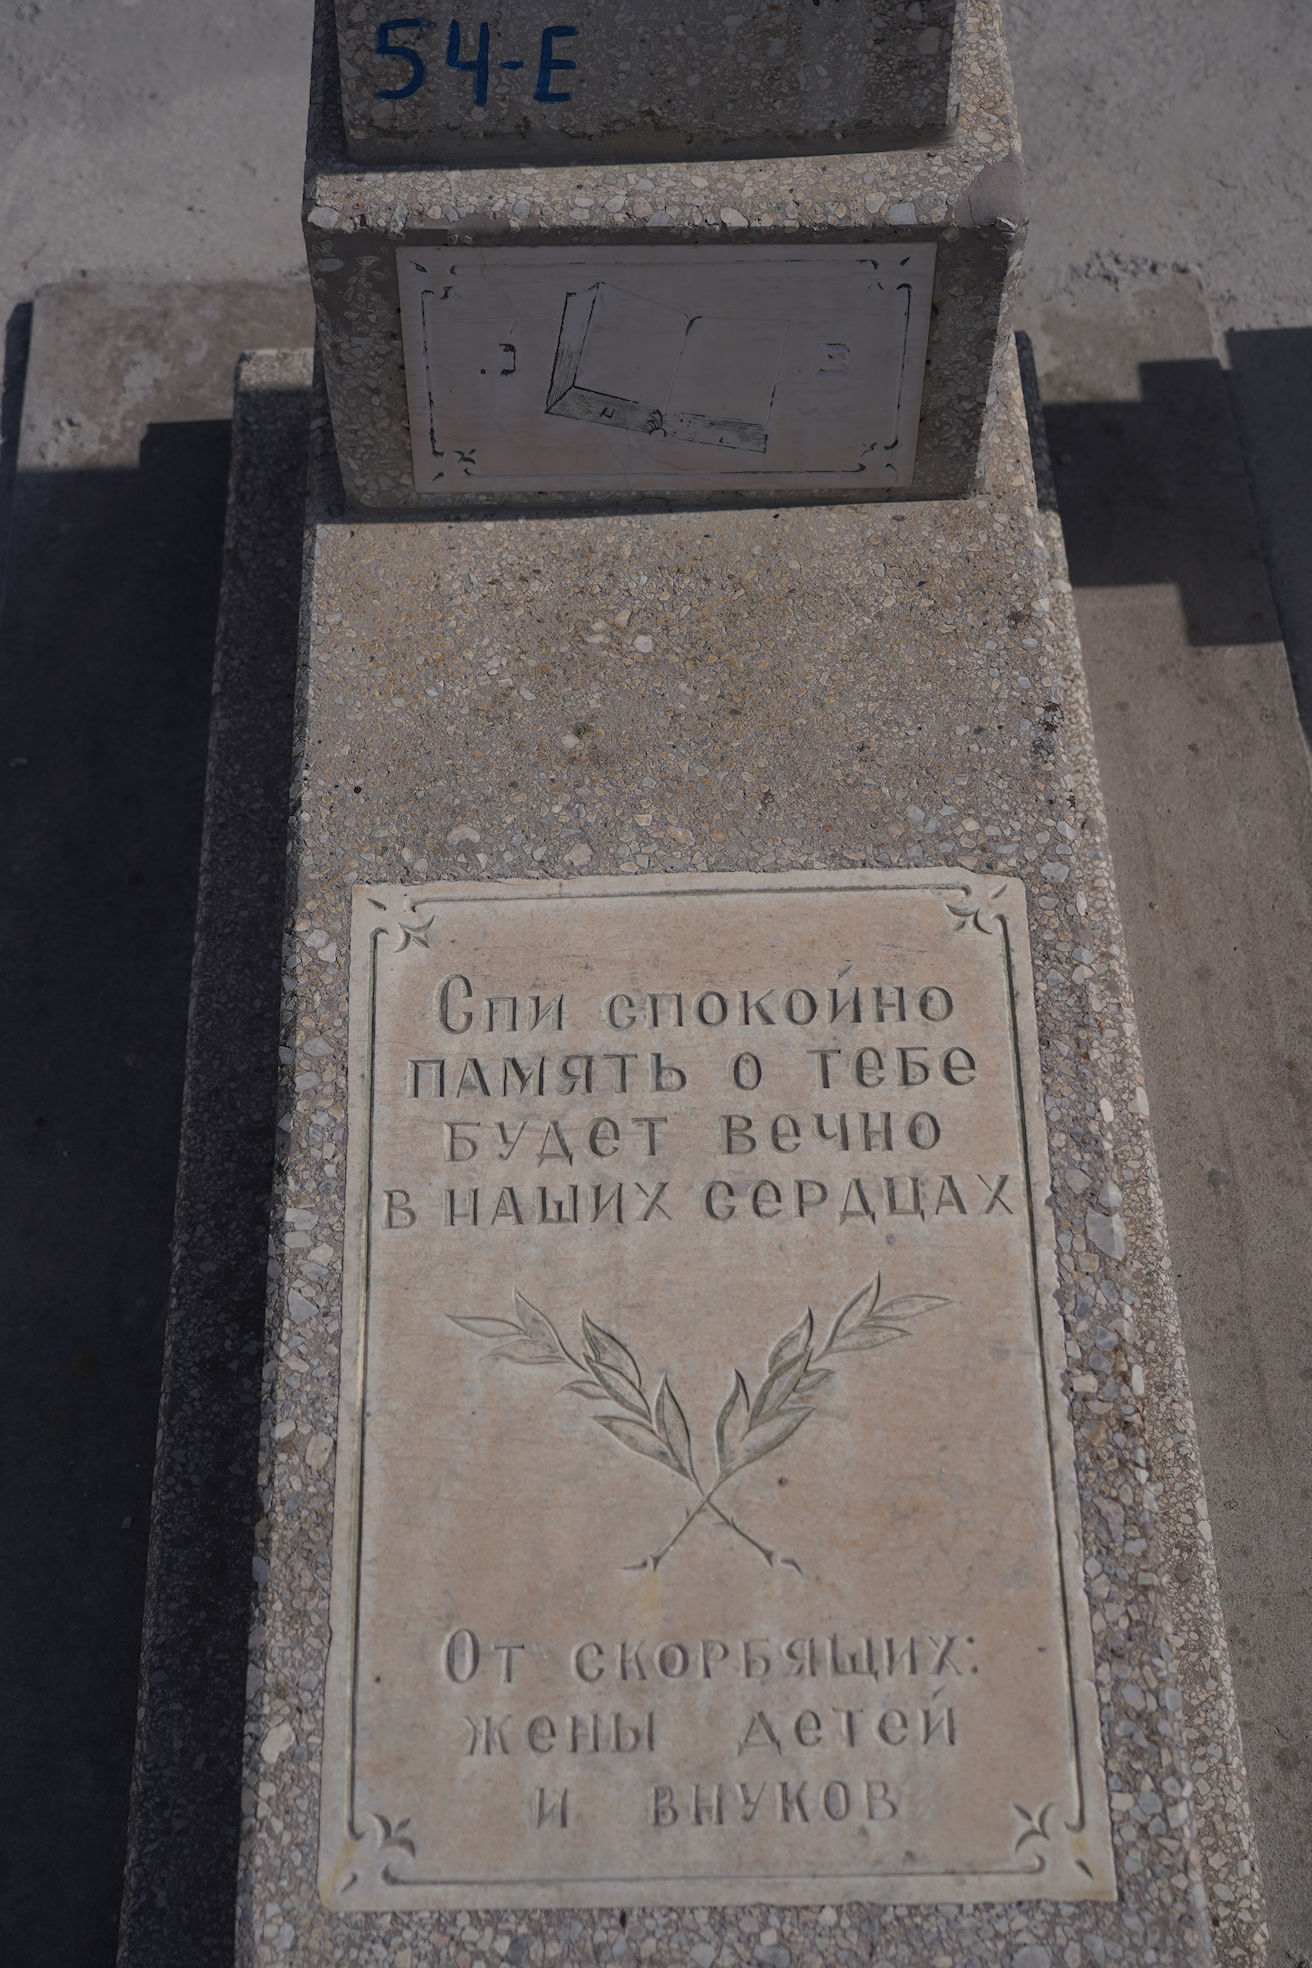 54-E
פ נ.
Спи спокойно
память о тебе
будет вечно
в наших сердцах
От скорбящих:
жены детей
и внуков